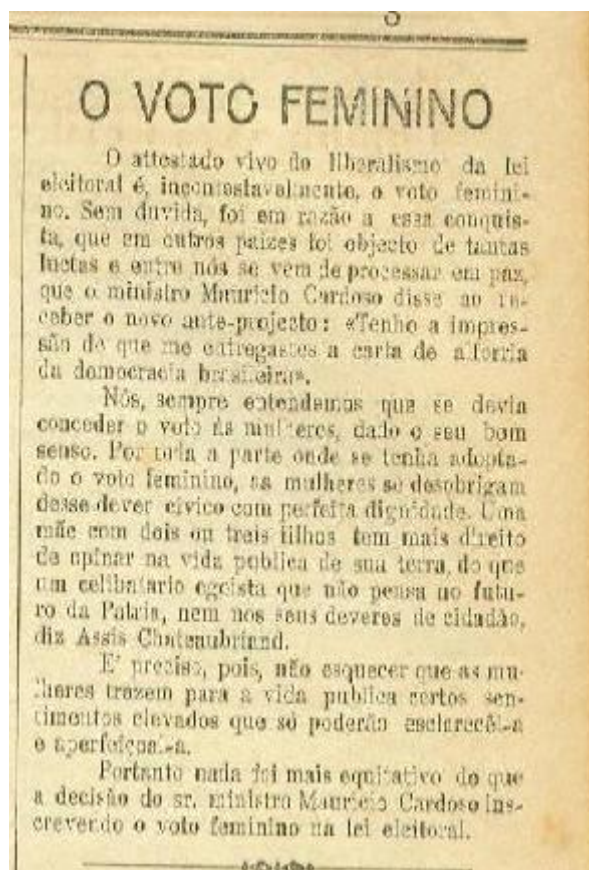 O VOTO FEMININO
O attestado vivo do liberalismo da lei
eleitoral é, incontestavelmente, o voto femini-
no. Sem duvida, foi em razão a essa conquis-
ta, que em outros paizes foi objecto de tantas
luctas e entre nós se vem de processar em paz,
que o ministro Mauricio Cardoso disse ao re-
ceber o novo ante-projecto: «Tenho a impres-
são de que me entregastes a carta de alforria
da democracia brasileira».
Nós, sempre entendemos que se devia
conceder o voto ás mulheres, dado o seu bom
senso. Por toda a parte onde se tenha adopta-
do o voto feminino, as mulheres se desobrigam
desse dever civico com perfeita dignidade. Uma
mãe com dois ou treis filhos tem mais direito
de opinar na vida publica de sua terra, do que
um celibatario egoista que não pensa no futu-
ro da Patria, nem nos seus deveres de cidadão,
diz Assis Chateaubriand.
E' preciso, pois, não esquecer que as mu-
lheres trazem para a vida publica certos sen-
timentos elevados que só poderão esclarecêl-a
e aperfeiçoal-a.
Portanto nada foi mais equitativo do que
a decisão do sr. ministro Mauricio Cardoso ins-
crevendo o voto feminino na lei eleitoral.